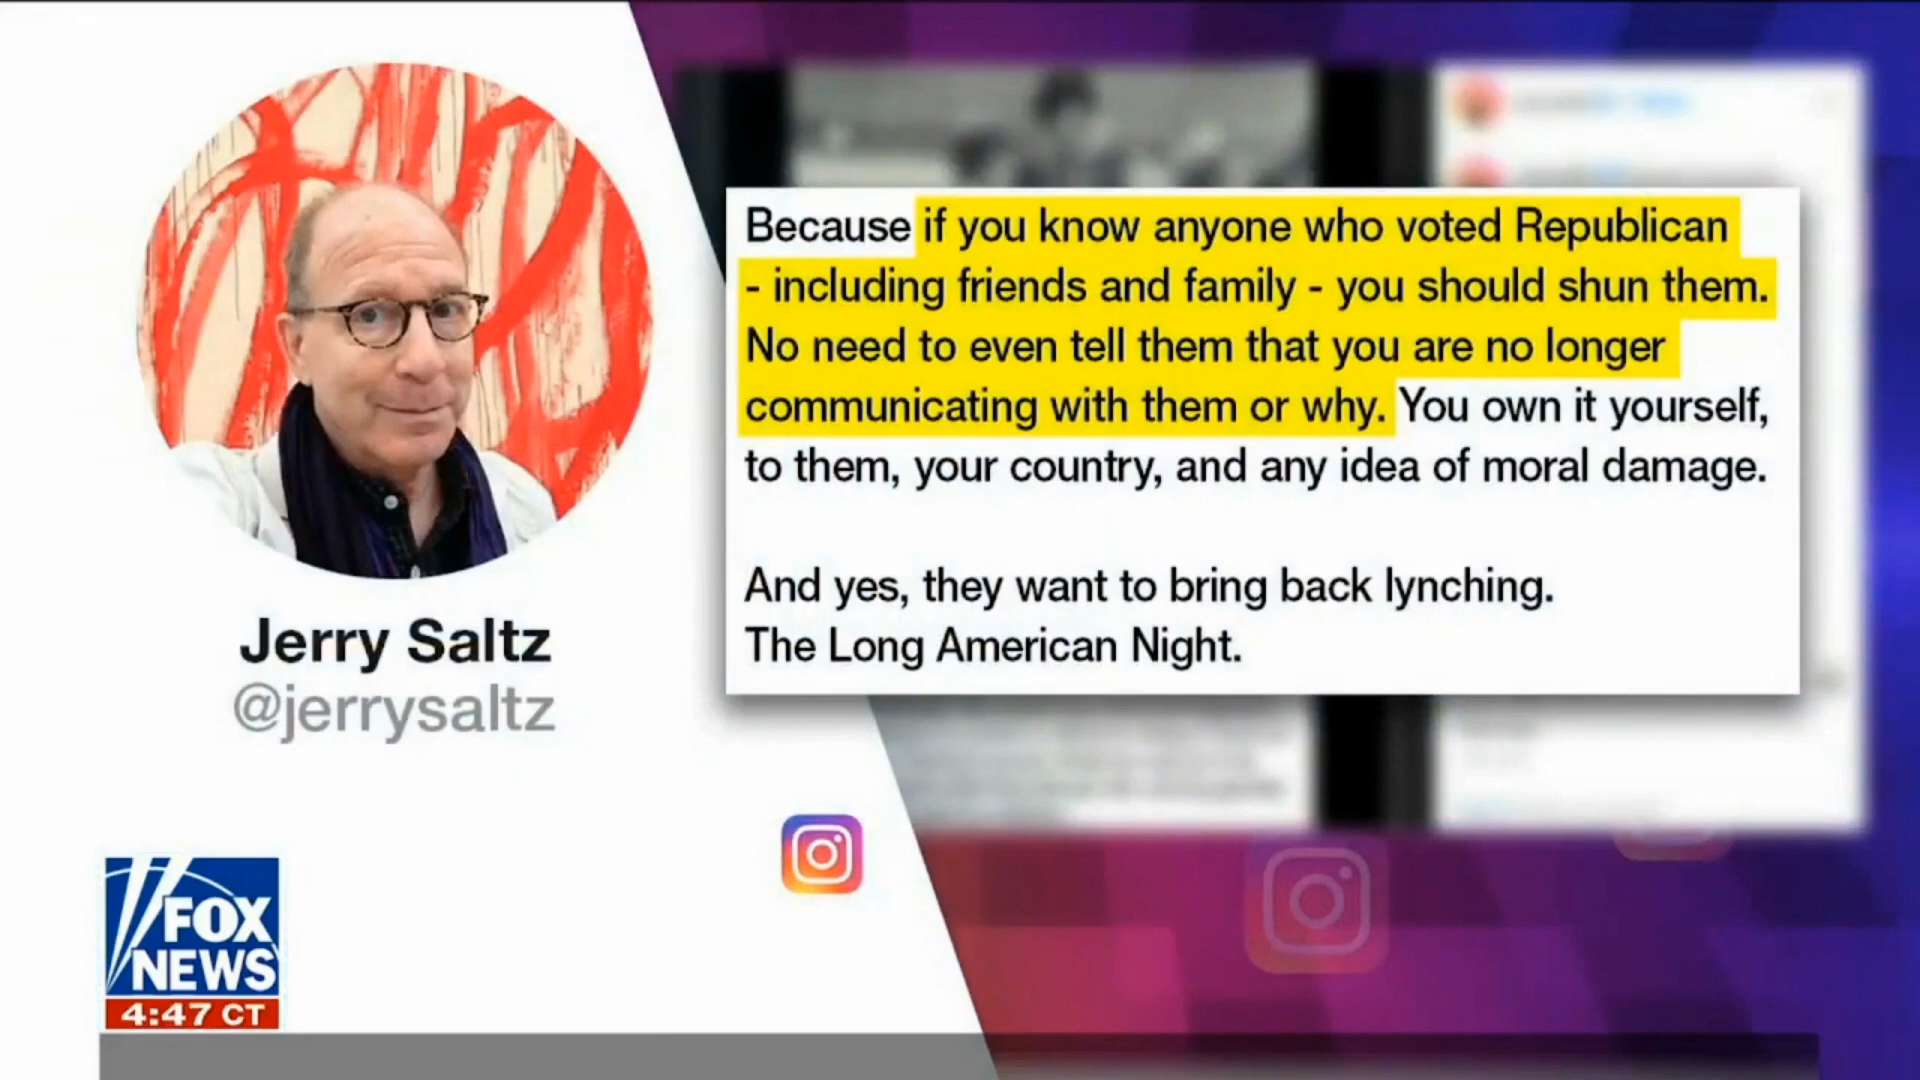 Because if you know anyone who voted Republican
- including friends and family - you should shun them.
No need to even tell them that you are no longer
communicating with them or why. You own it yourself,
to them, your country, and any idea of moral damage.
And yes, they want to bring back lynching.
The Long American Night.
Jerry Saltz
@jerrysaltz
FOX
NEWS
4:47 CT